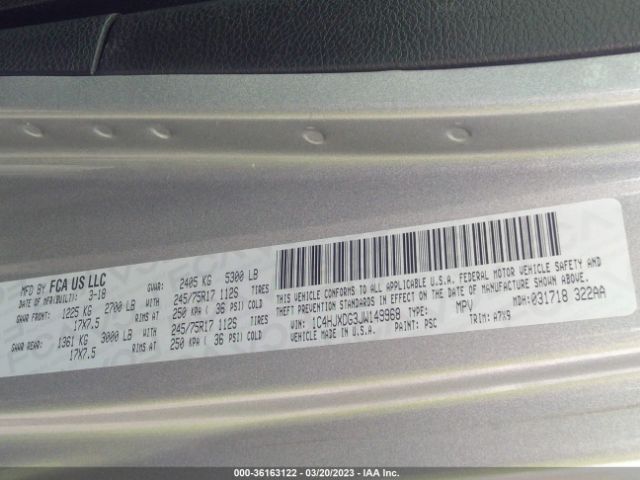 MFD BY FCA US LLC
DATE OF MFR/BUILT: 3-18 GVWR: 2405 KG 5300 LB
GAWR FRONT: 1225 KG 2700 LB 245/75R17 112S TIRES
17X7.5 RIMS AT 250 KPA ( 36 PSI) COLD
GAWR REAR: 1361 KG 3000 LB 245/75R17 112S TIRES
17X7.5 RIMS AT 250 KPA ( 36 PSI) COLD
THIS VEHICLE CONFORMS TO ALL APPLICABLE U.S.A. FEDERAL MOTOR VEHICLE SAFETY AND
THEFT PREVENTION STANDARDS IN EFFECT ON THE DATE OF MANUFACTURE SHOWN ABOVE.
VIN: 1C4HJXDG3JW149968 TYPE: MPV MDH: 031718 322AA
VEHICLE MADE IN U.S.A. PAINT: PSC TRIM: A7X9
000-36163122 - 03/20/2023 - IAA Inc.